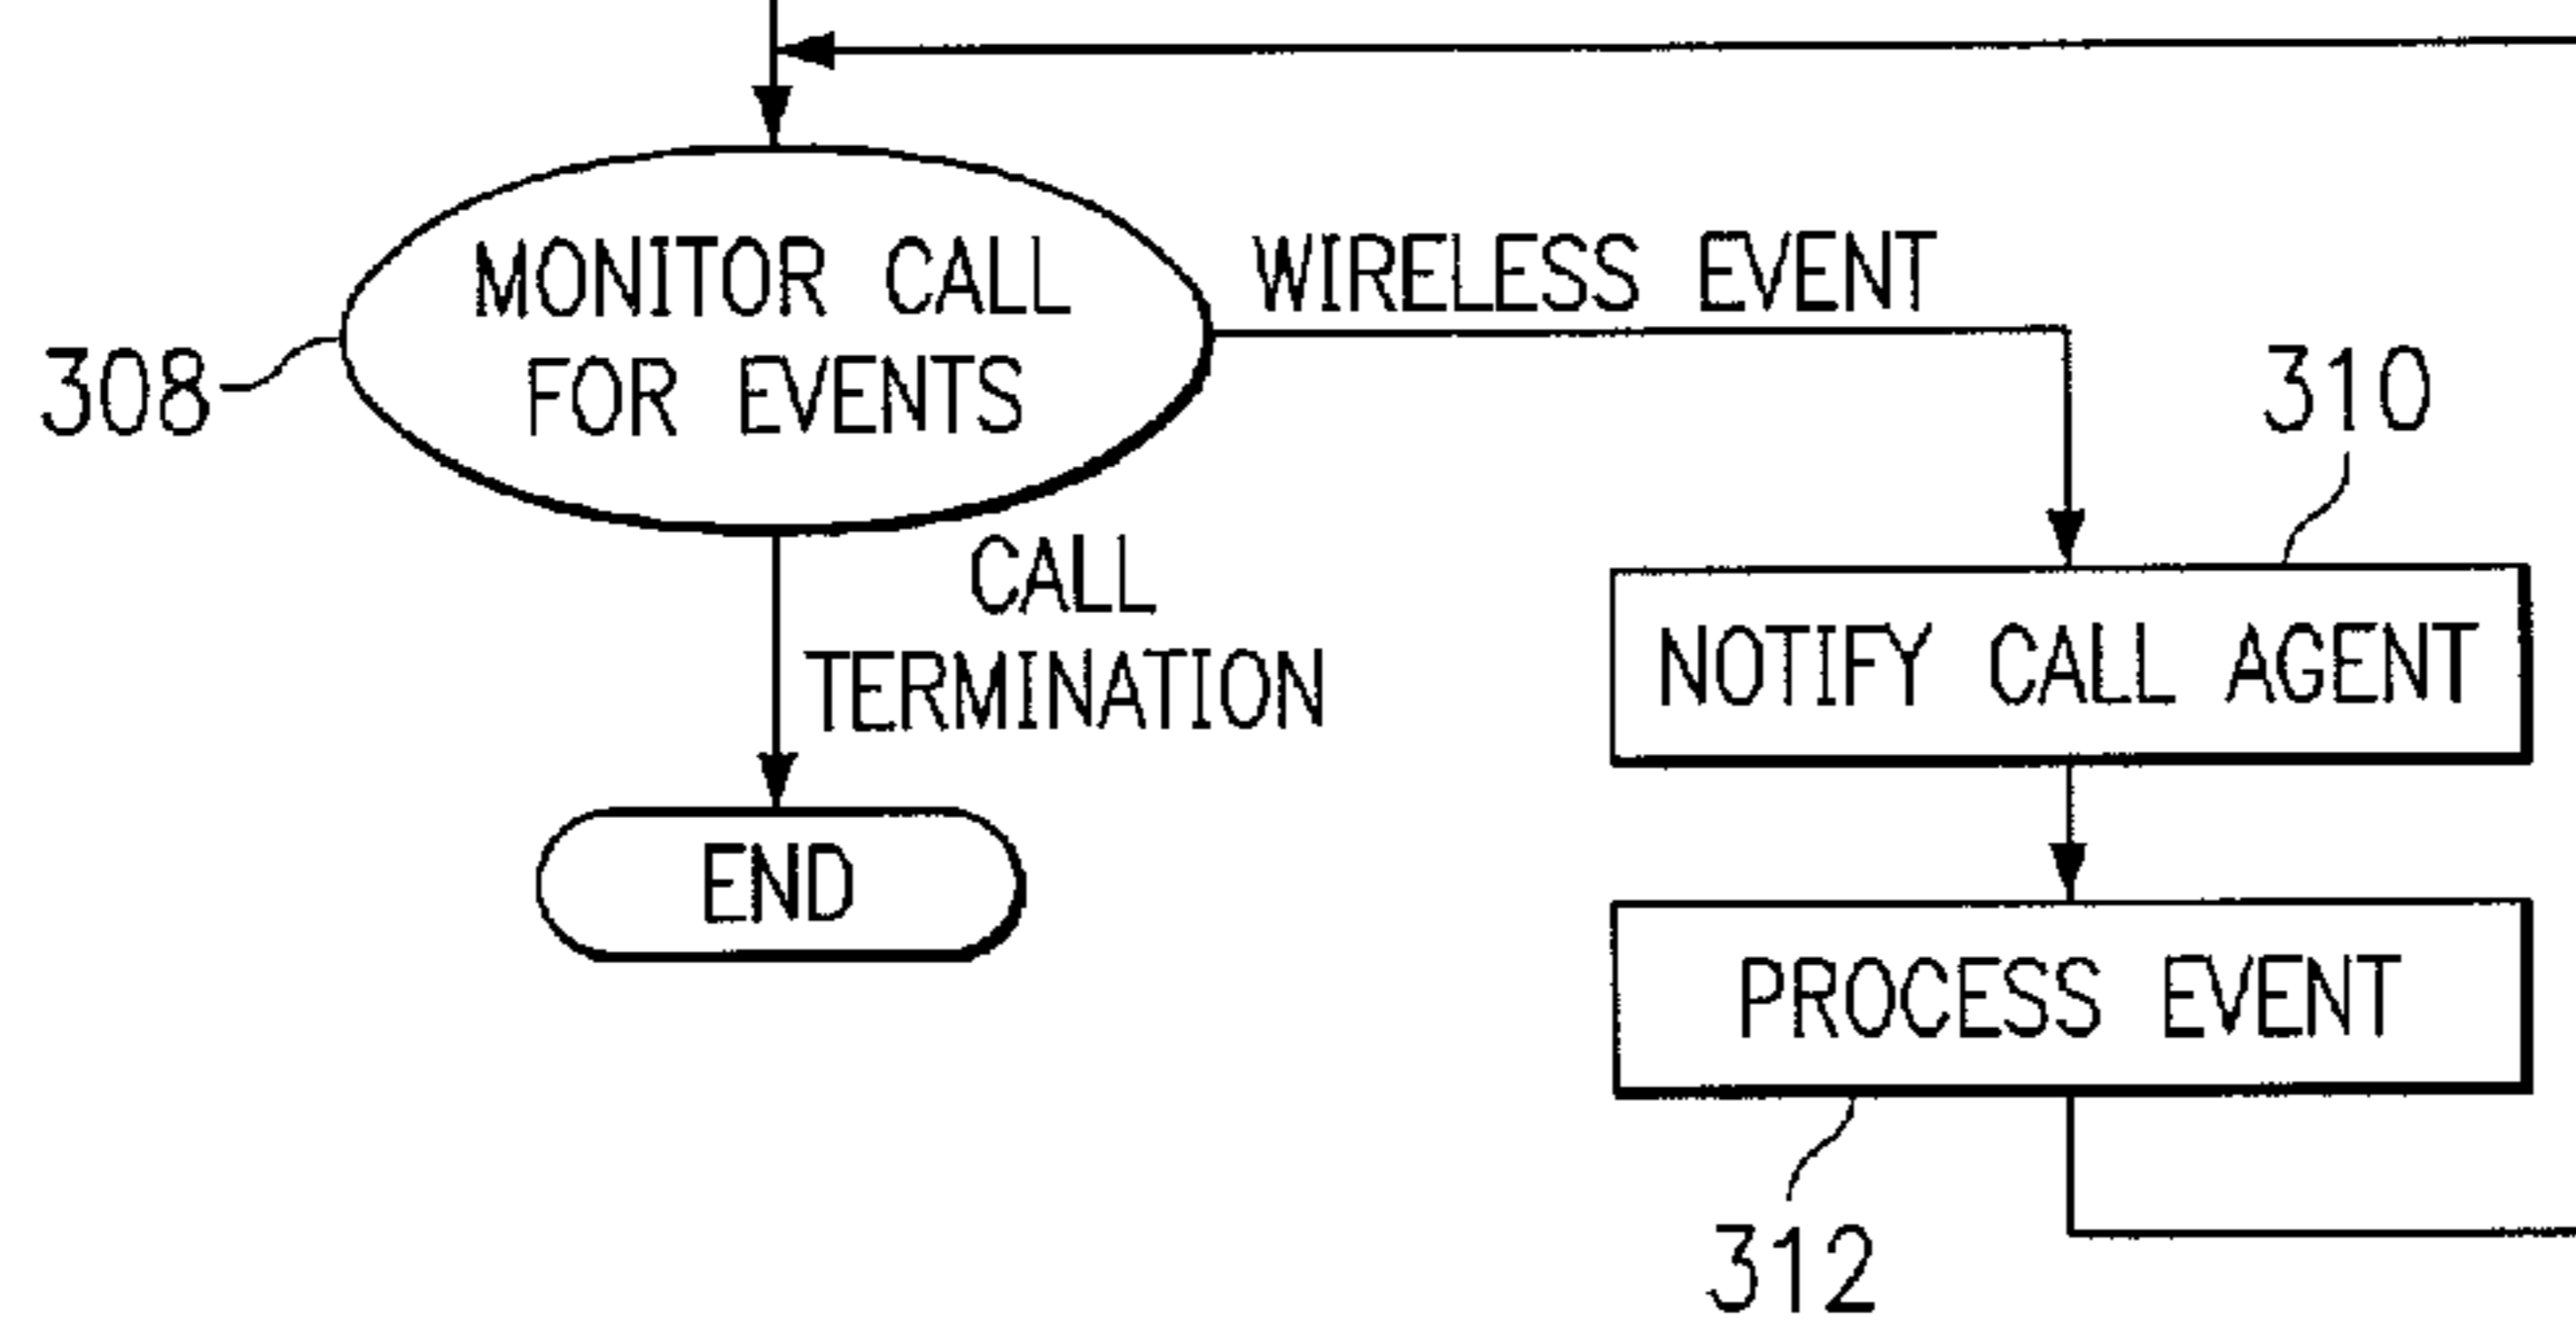 MONITOR CALL
FOR EVENTS
308
WIRELESS EVENT
310
CALL
TERMINATION
NOTIFY CALL AGENT
END
PROCESS EVENT
312